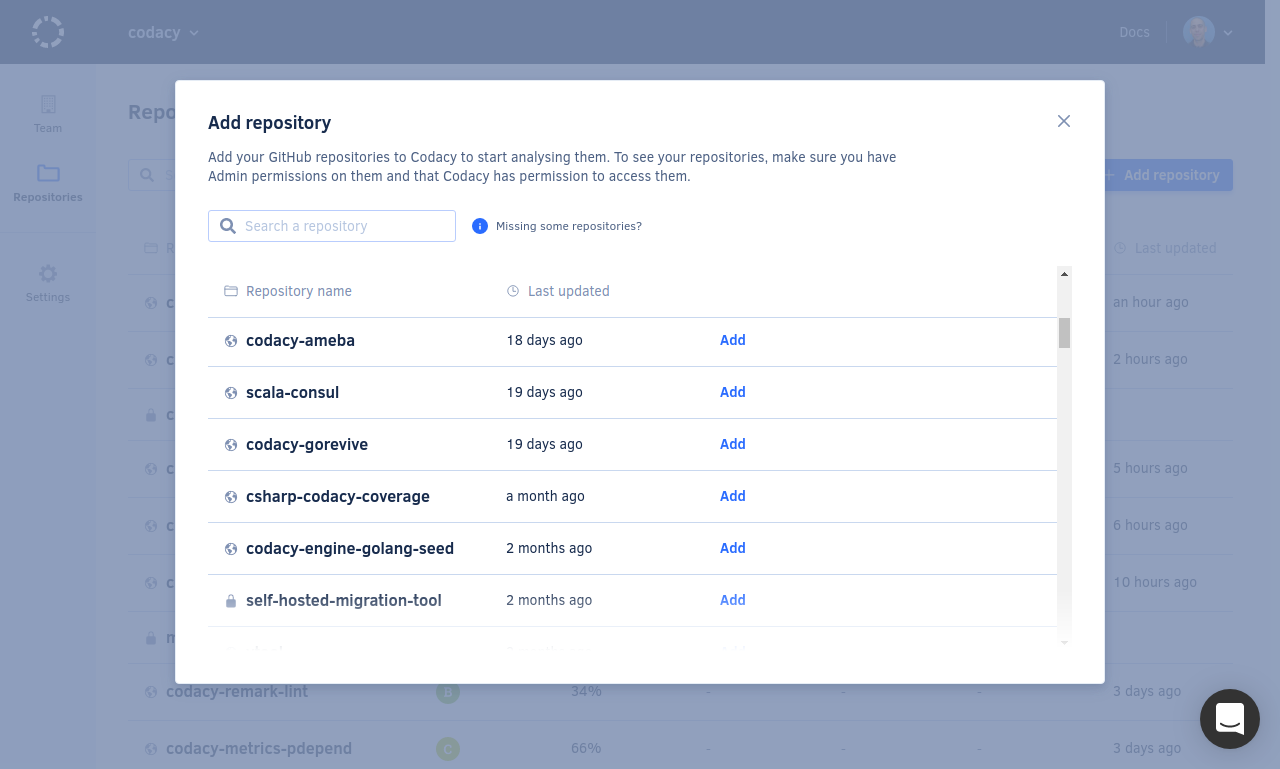 codacy
Docs
Team
Repositories
Settings
Add repository
Last updated
an hour ago
2 hours ago
5 hours ago
6 hours ago
10 hours ago
Add repository
Add your GitHub repositories to Codacy to start analysing them. To see your repositories, make sure you have
Admin permissions on them and that Codacy has permission to access them.
Search a repository
Missing some repositories?
Repository name Last updated
codacy-ameba 18 days ago Add
scala-consul 19 days ago Add
codacy-gorevive 19 days ago Add
csharp-codacy-coverage a month ago Add
codacy-engine-golang-seed 2 months ago Add
self-hosted-migration-tool 2 months ago Add
codacy-remark-lint B 34% - - - 3 days ago
codacy-metrics-pdepend C 66% - - - 3 days ago